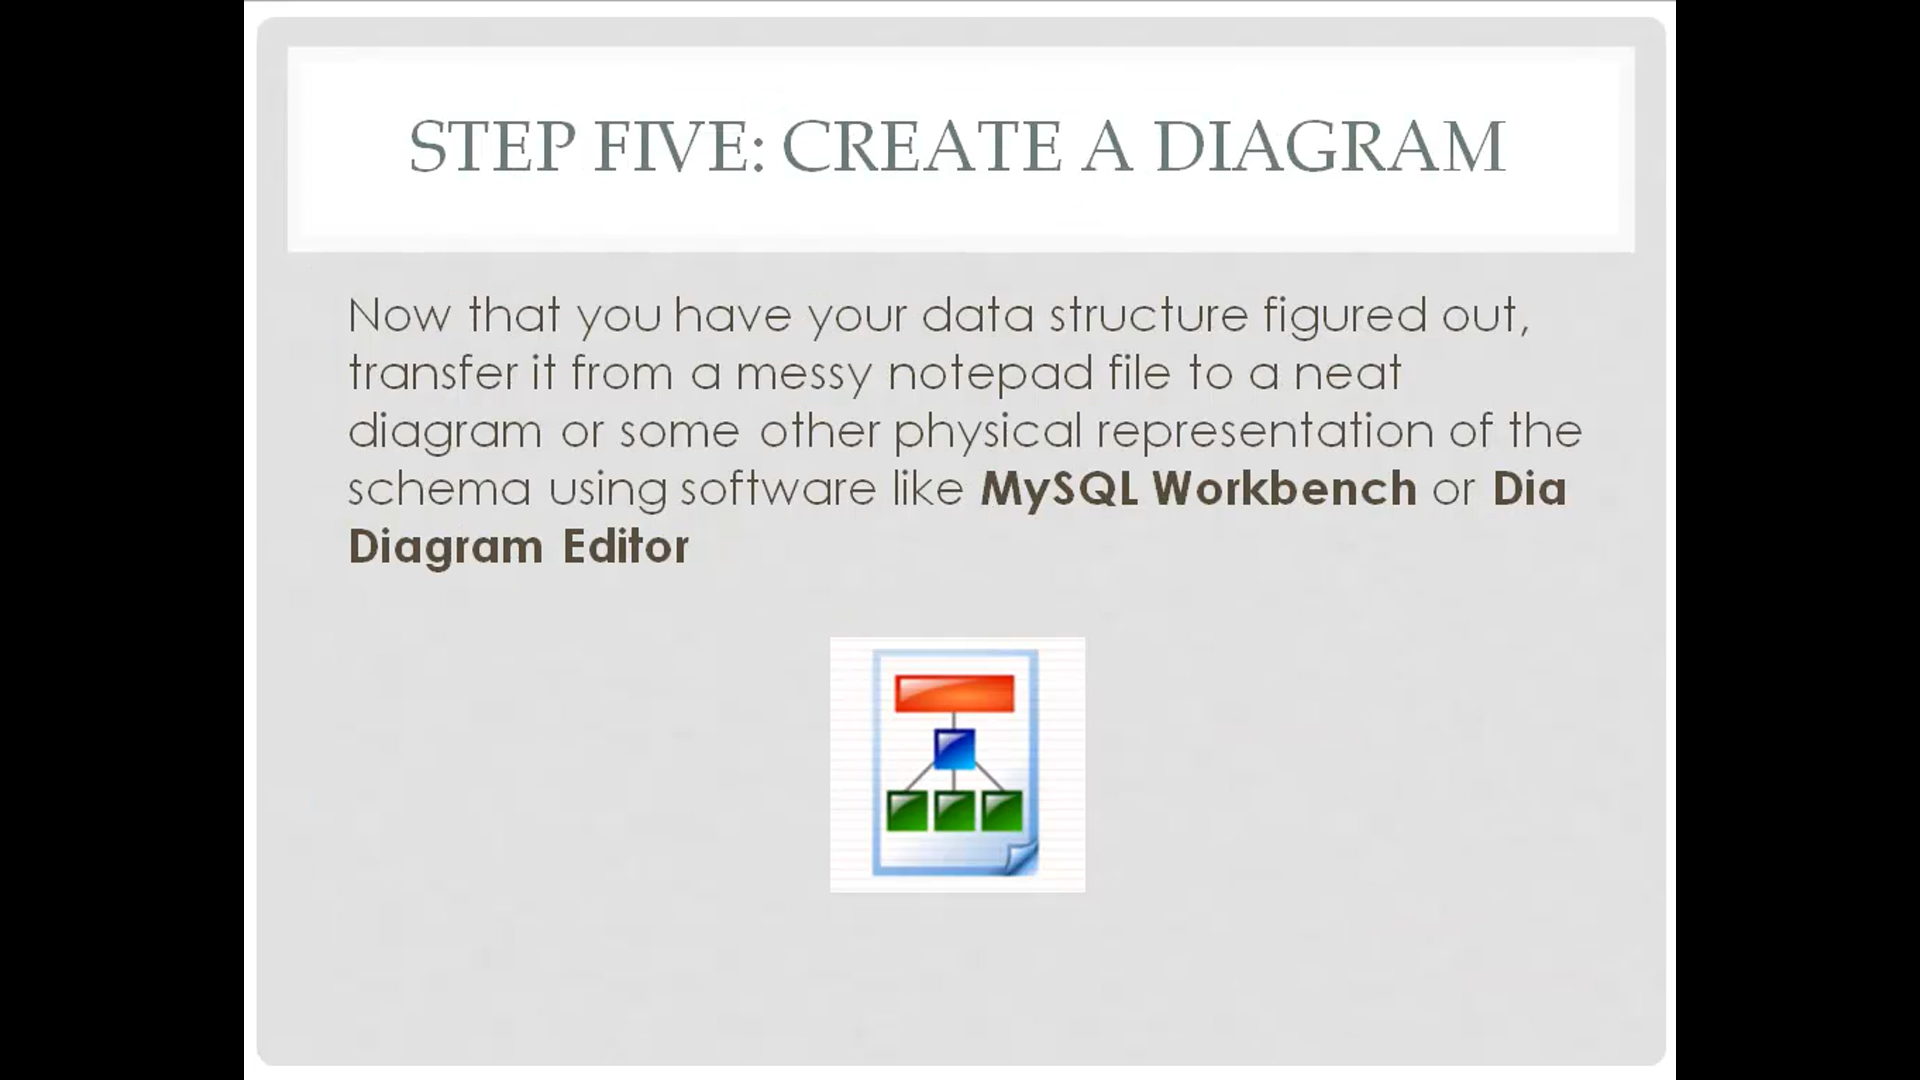 STEP FIVE: CREATE A DIAGRAM
Now that you have your data structure figured out,
transfer it from a messy notepad file to a neat
diagram or some other physical representation of the
schema using software like MySQL Workbench or Dia
Diagram Editor